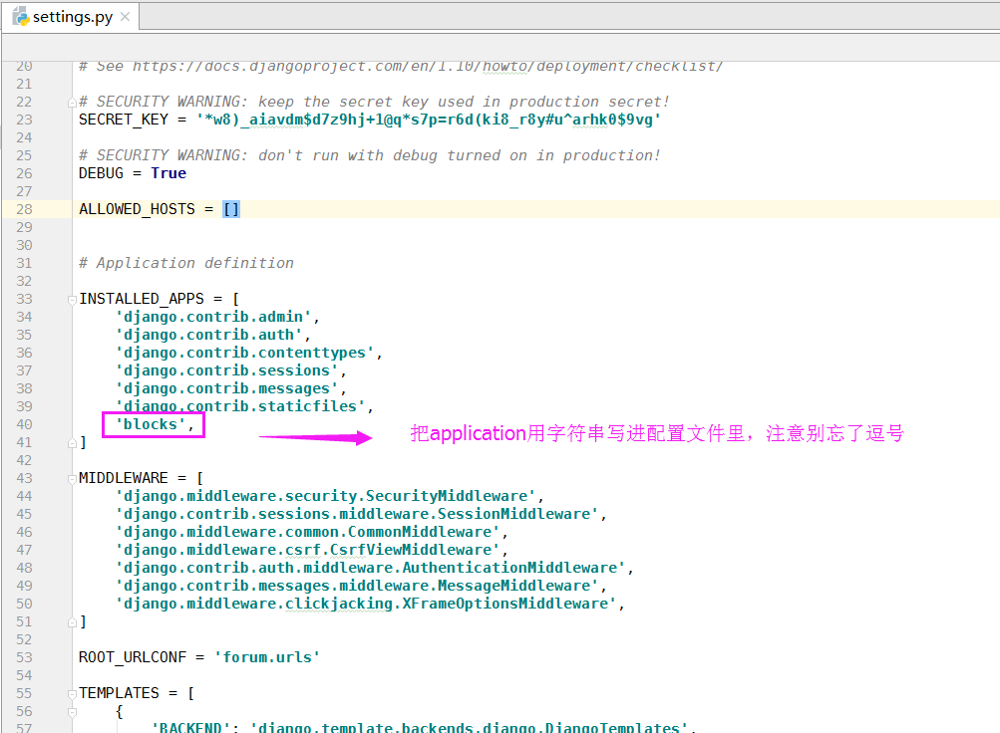 settings.py
20 # See https://docs.djangoproject.com/en/1.10/howto/deployment/checklist/
21
22 # SECURITY WARNING: keep the secret key used in production secret!
23 SECRET_KEY = '*w8)_aiavdm$d7z9hj+1@q*s7p=r6d(ki8_r8y#u^arhk0$9vg'
24
25 # SECURITY WARNING: don't run with debug turned on in production!
26 DEBUG = True
27
28 ALLOWED_HOSTS = []
29
30
31 # Application definition
32
33 INSTALLED_APPS = [
34     'django.contrib.admin',
35     'django.contrib.auth',
36     'django.contrib.contenttypes',
37     'django.contrib.sessions',
38     'django.contrib.messages',
39     'django.contrib.staticfiles',
40     'blocks', 把application用字符串写进配置文件里，注意别忘了逗号
41 ]
42
43 MIDDLEWARE = [
44     'django.middleware.security.SecurityMiddleware',
45     'django.contrib.sessions.middleware.SessionMiddleware',
46     'django.middleware.common.CommonMiddleware',
47     'django.middleware.csrf.CsrfViewMiddleware',
48     'django.contrib.auth.middleware.AuthenticationMiddleware',
49     'django.contrib.messages.middleware.MessageMiddleware',
50     'django.middleware.clickjacking.XFrameOptionsMiddleware',
51 ]
52
53 ROOT_URLCONF = 'forum.urls'
54
55 TEMPLATES = [
56     {
57         'BACKEND': 'django.template.backends.django.DjangoTemplates',